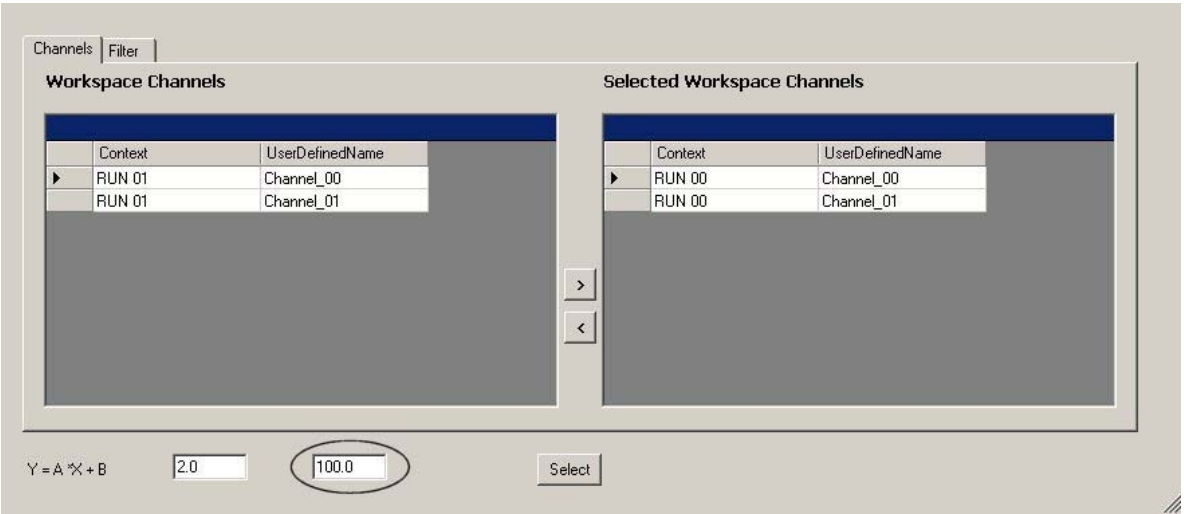 Channels Filter
Workspace Channels
Selected Workspace Channels
Context UserDefinedName
RUN 01 Channel_00
RUN 01 Channel_01
Context UserDefinedName
RUN 00 Channel_00
RUN 00 Channel_01
>
<
Y = A *X + B 2.0 100.0 Select